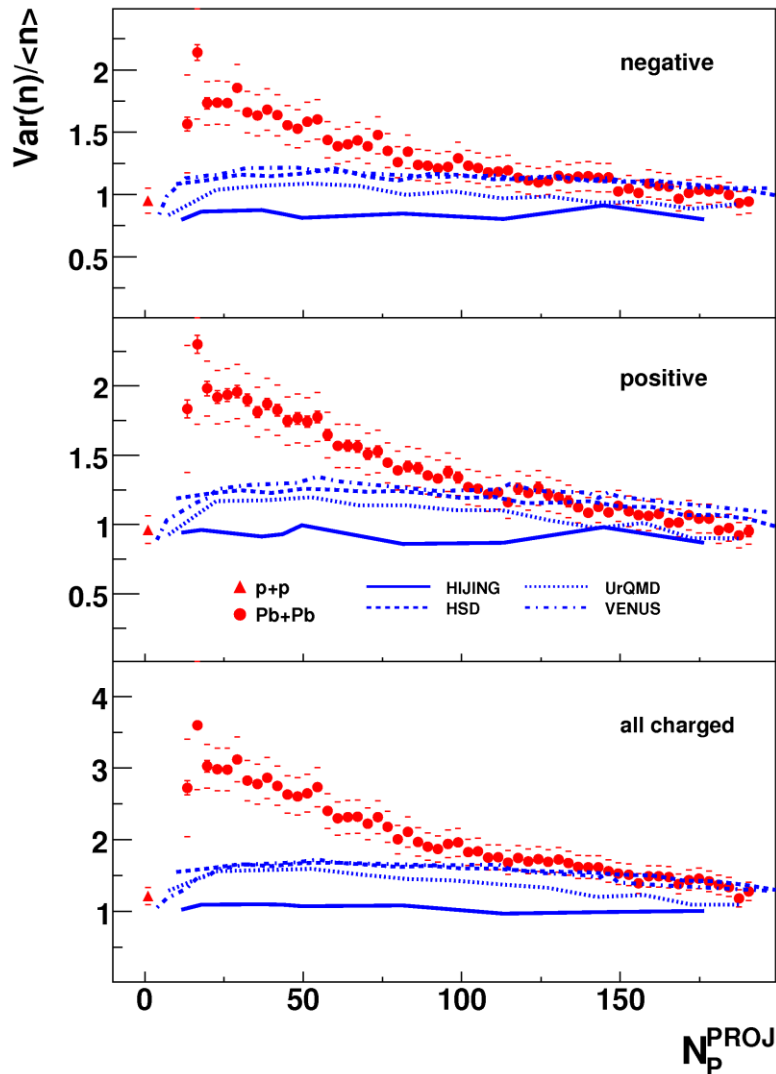 Var(n)/<n>
2
1.5
1
0.5
negative
2
1.5
1
0.5
positive
p+p
Pb+Pb
HIJING
HSD
UrQMD
VENUS
4
3
2
1
all charged
0 50 100 150
N_P^PROJ